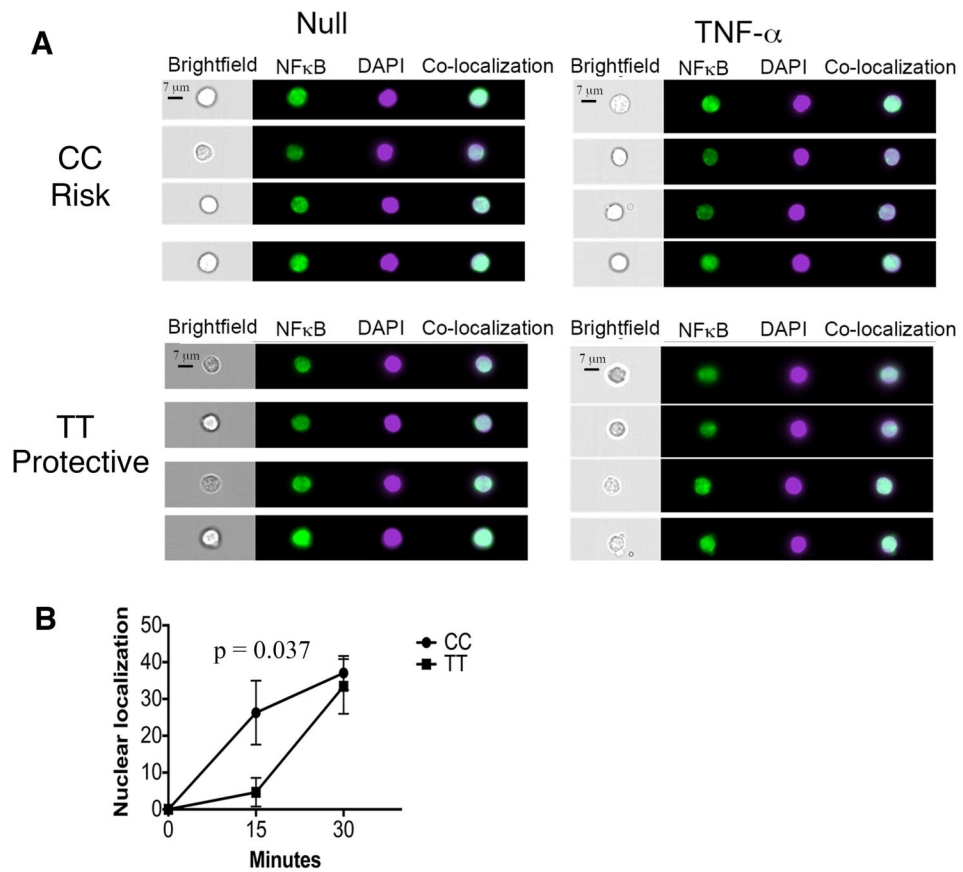 A
Null
TNF-α
Brightfield NFκB DAPI Co-localization
Brightfield NFκB DAPI Co-localization
7 μm
7 μm
CC
Risk
Brightfield NFκB DAPI Co-localization
Brightfield NFκB DAPI Co-localization
7 μm
7 μm
TT
Protective
B
Nuclear localization
50
40
30
20
10
0
p = 0.037
CC
TT
0 15 30
Minutes